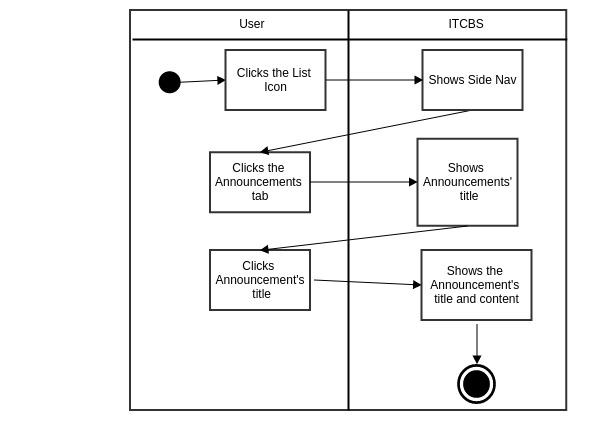 User
ITCBS
Clicks the List
Icon
Shows Side Nav
Clicks the
Announcements
tab
Shows
Announcements'
title
Clicks
Announcement's
title
Shows the
Announcement's
title and content